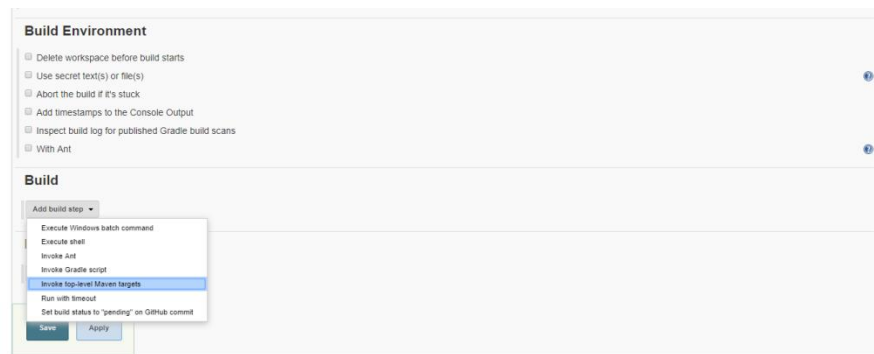 Build Environment
Delete workspace before build starts
Use secret text(s) or file(s)
Abort the build if it's stuck
Add timestamps to the Console Output
Inspect build log for published Gradle build scans
With Ant
Build
Add build step
Execute Windows batch command
Execute shell
Invoke Ant
Invoke Gradle script
Invoke top-level Maven targets
Run with timeout
Set build status to "pending" on GitHub commit
Save Apply